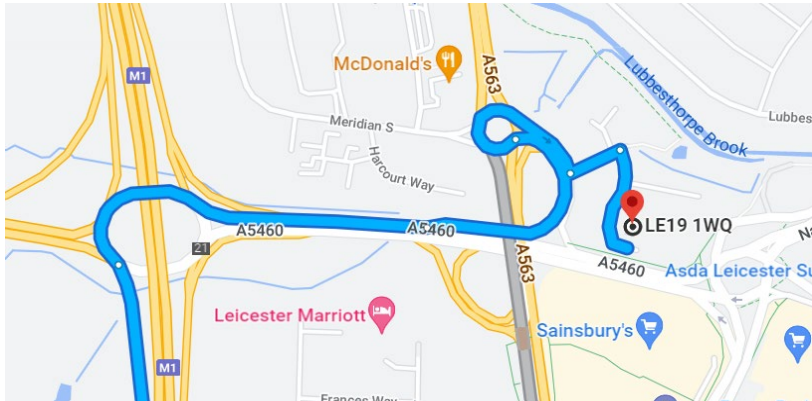 M1
McDonald's
A563
Lubbesthorpe Brook
Lubbes
Meridian S
Harcourt Way
LE19 1WQ
A5460
A5460
21
A563
A5460
Na
Asda Leicester Su
Leicester Marriott
Sainsbury's
M1
Frances Way